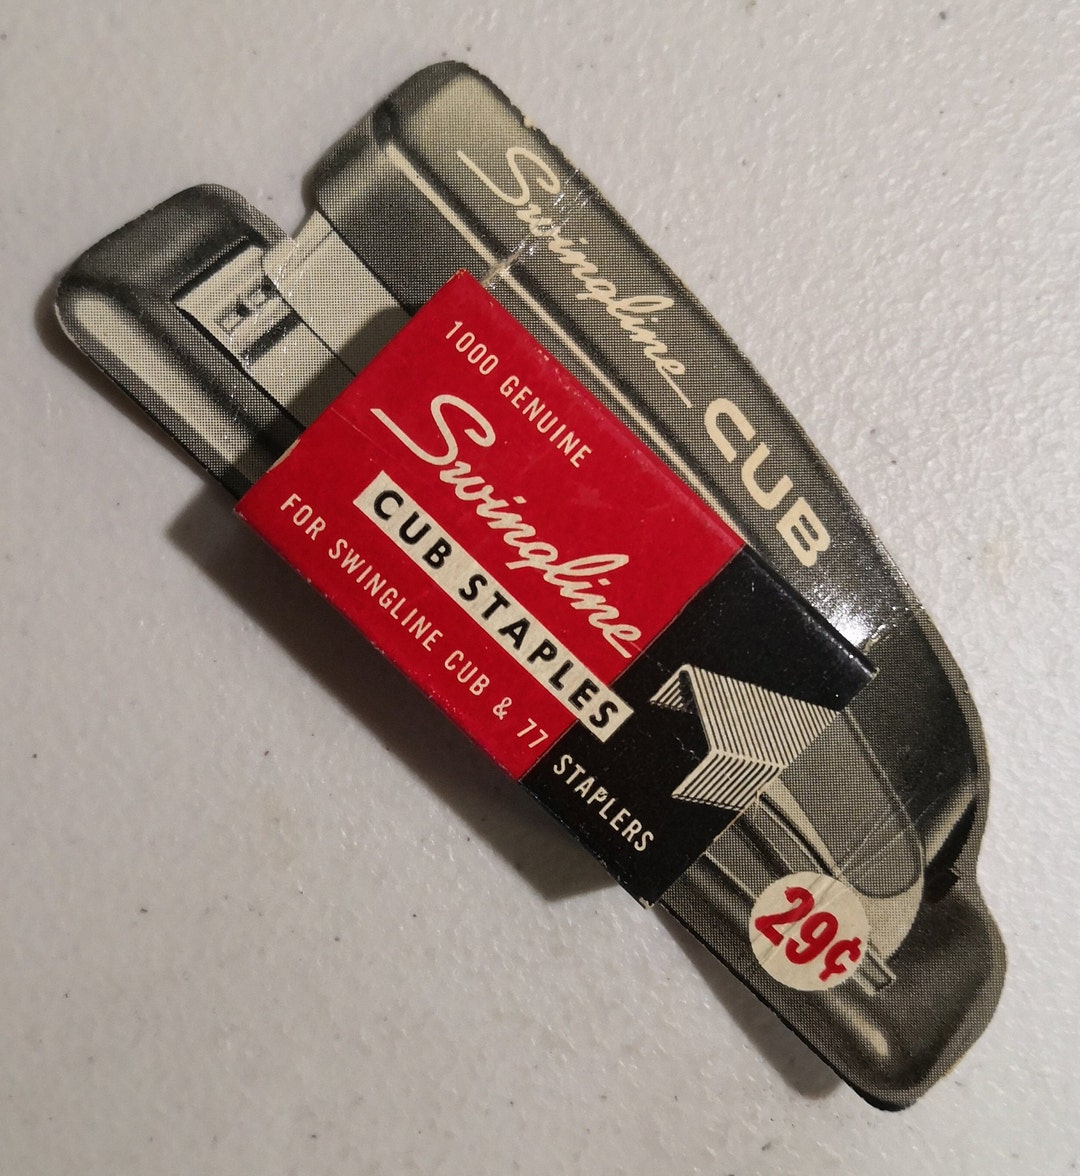 Swingline CUB
1000 GENUINE
Swingline
CUB STAPLES
FOR SWINGLINE CUB & 77 STAPLERS
29¢